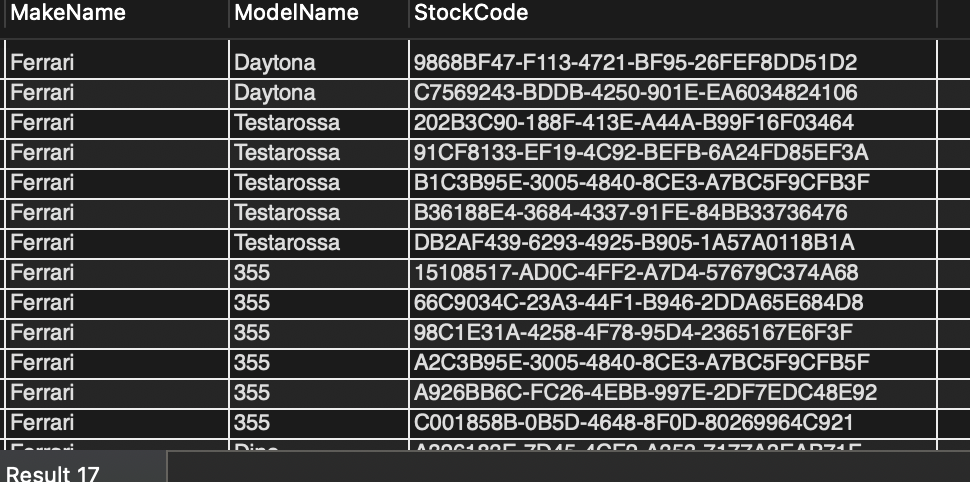 MakeName ModelName StockCode
Ferrari Daytona 9868BF47-F113-4721-BF95-26FEF8DD51D2
Ferrari Daytona C7569243-BDDB-4250-901E-EA6034824106
Ferrari Testarossa 202B3C90-188F-413E-A44A-B99F16F03464
Ferrari Testarossa 91CF8133-EF19-4C92-BEFB-6A24FD85EF3A
Ferrari Testarossa B1C3B95E-3005-4840-8CE3-A7BC5F9CFB3F
Ferrari Testarossa B36188E4-3684-4337-91FE-84BB33736476
Ferrari Testarossa DB2AF439-6293-4925-B905-1A57A0118B1A
Ferrari 355 15108517-AD0C-4FF2-A7D4-57679C374A68
Ferrari 355 66C9034C-23A3-44F1-B946-2DDA65E684D8
Ferrari 355 98C1E31A-4258-4F78-95D4-2365167E6F3F
Ferrari 355 A2C3B95E-3005-4840-8CE3-A7BC5F9CFB5F
Ferrari 355 A926BB6C-FC26-4EBB-997E-2DF7EDC48E92
Ferrari 355 C001858B-0B5D-4648-8F0D-80269964C921
Ferrari Dino
Result 17